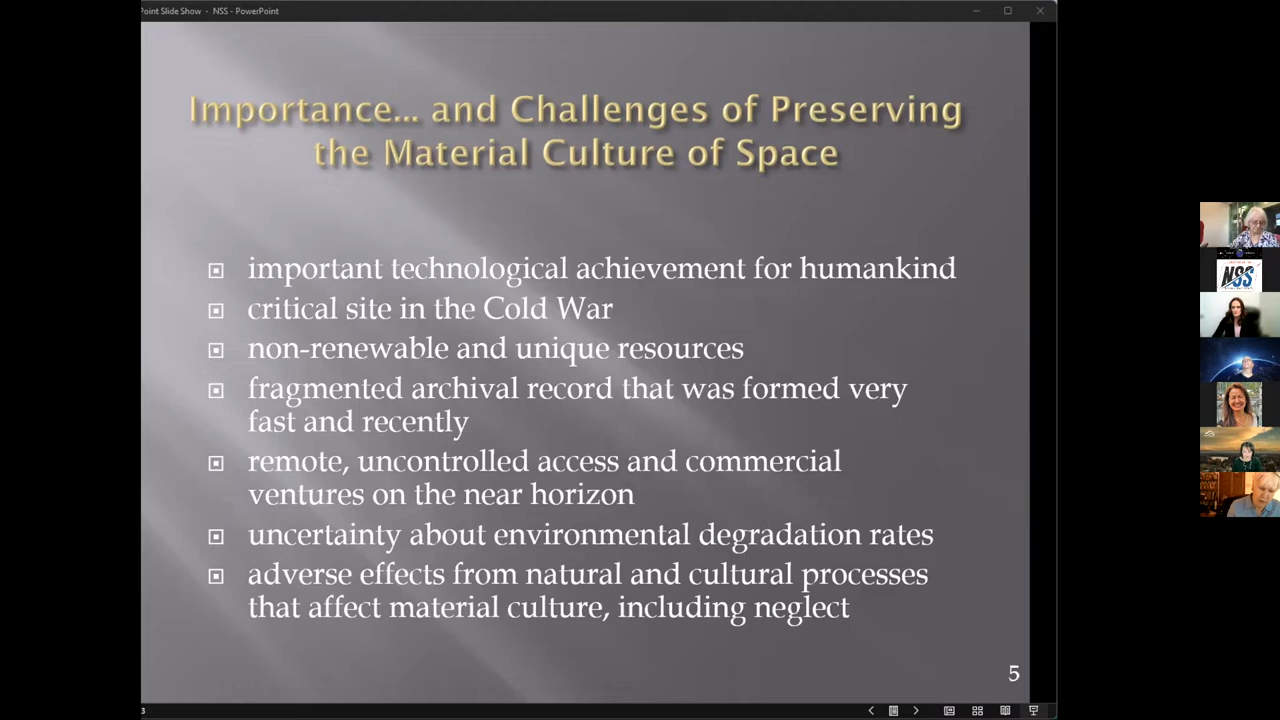 Point Slide Show - NSS - PowerPoint
Importance... and Challenges of Preserving
the Material Culture of Space
important technological achievement for humankind
critical site in the Cold War
non-renewable and unique resources
fragmented archival record that was formed very
fast and recently
remote, uncontrolled access and commercial
ventures on the near horizon
uncertainty about environmental degradation rates
adverse effects from natural and cultural processes
that affect material culture, including neglect
5
3
NSS